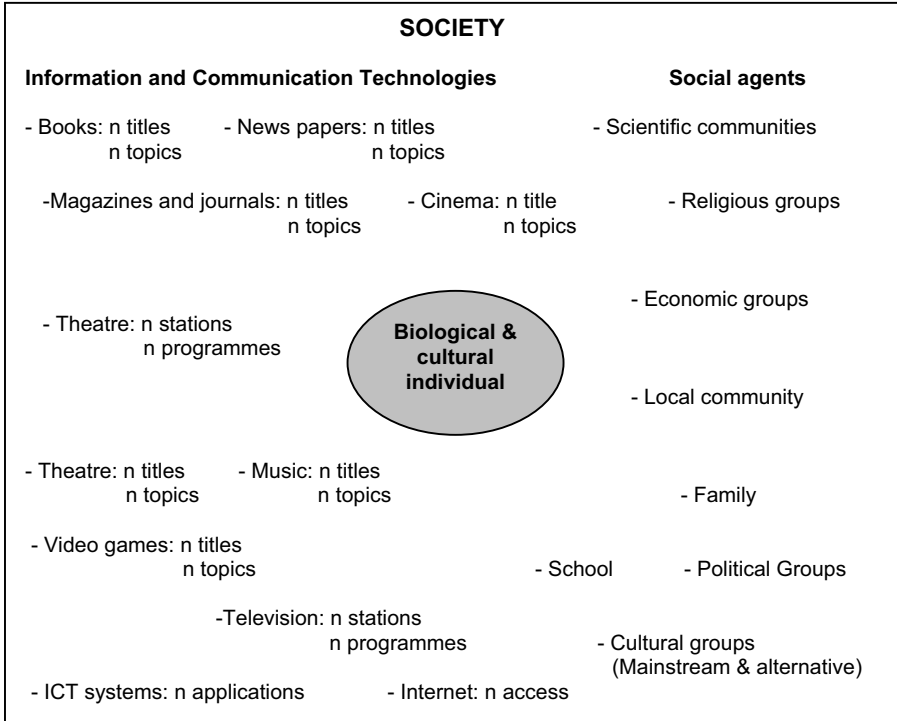 SOCIETY
Information and Communication Technologies Social agents
- Books: n titles - News papers: n titles - Scientific communities
n topics n topics
-Magazines and journals: n titles - Cinema: n title - Religious groups
n topics n topics
- Economic groups
- Theatre: n stations
n programmes
Biological &
cultural
individual
- Local community
- Theatre: n titles - Music: n titles
n topics n topics
- Family
- Video games: n titles
n topics - School - Political Groups
-Television: n stations
n programmes - Cultural groups
(Mainstream & alternative)
- ICT systems: n applications - Internet: n access